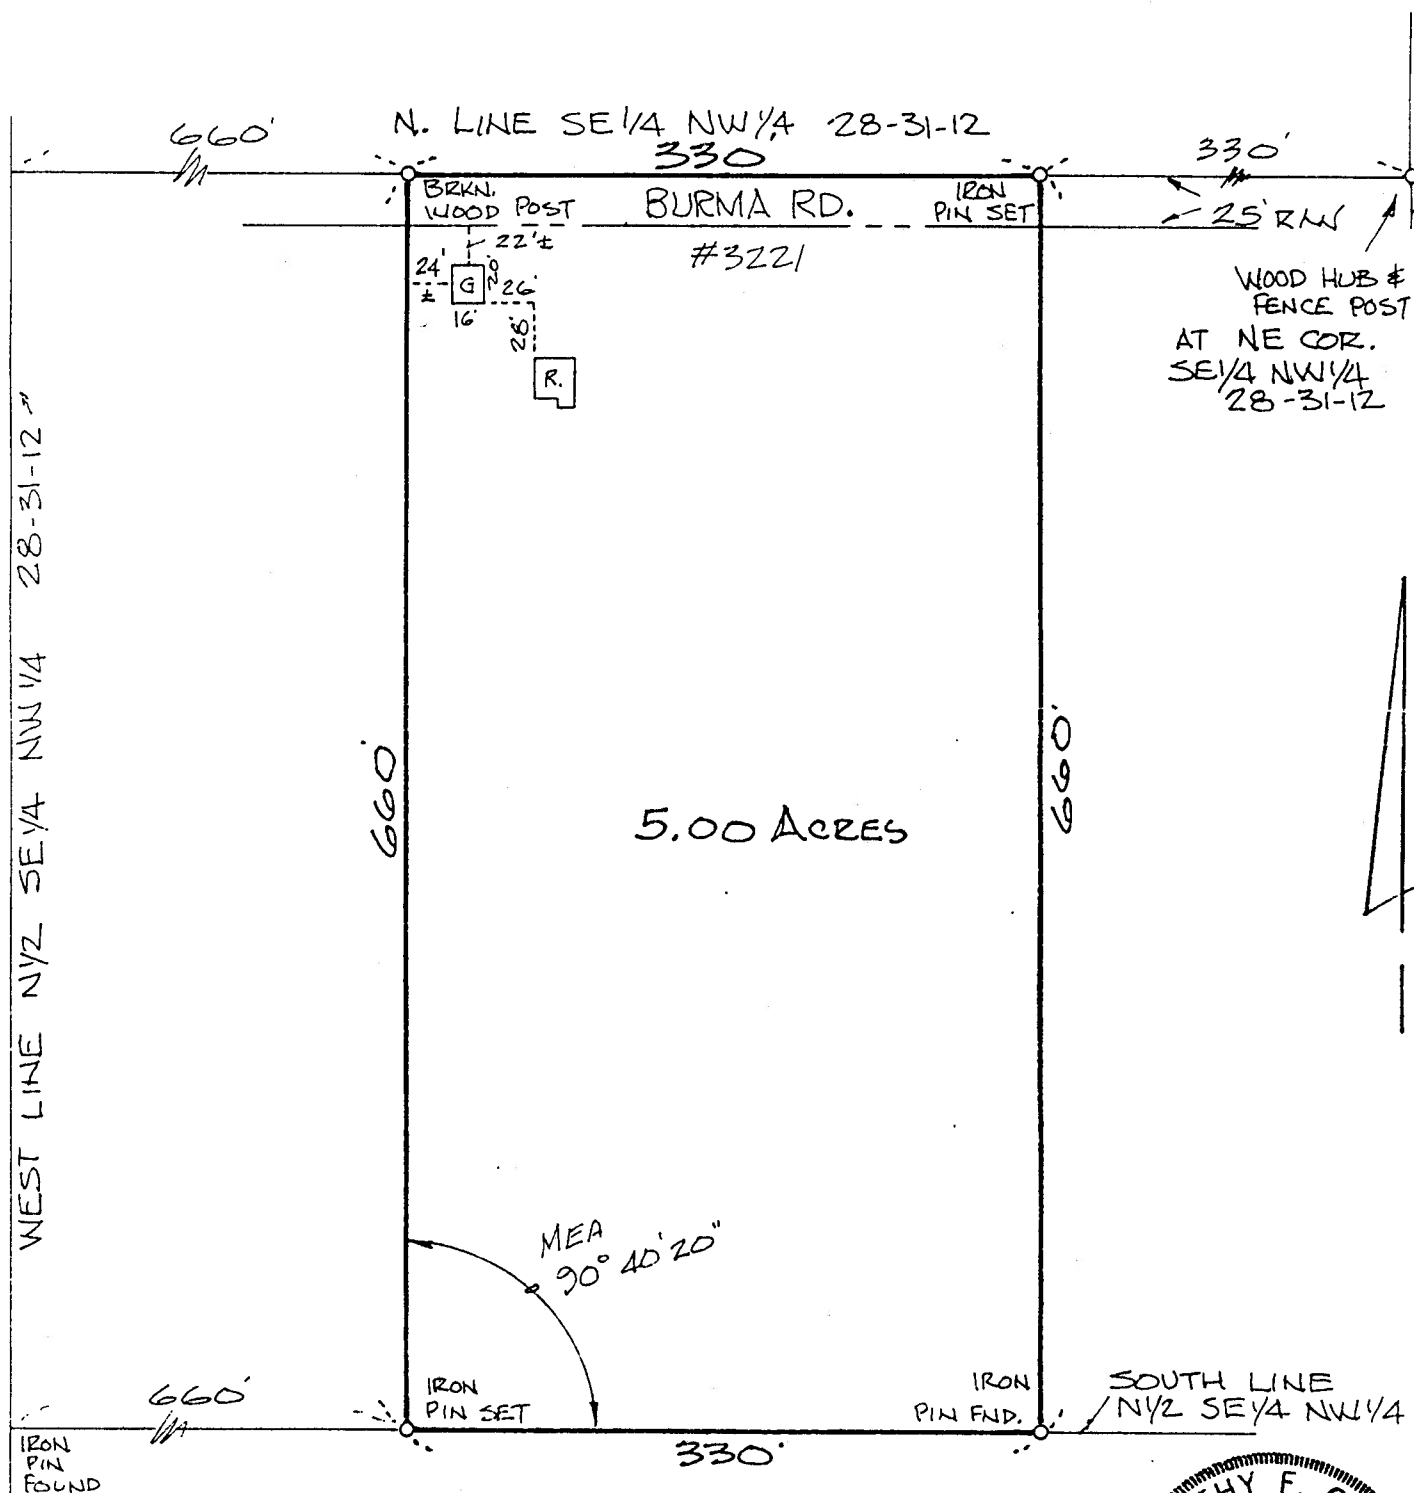 N. LINE SE1/4 NW1/4 28-31-12
660'
330'
330'
BRKN.
WOOD POST
BURMA RD.
IRON
PIN SET
25' R/W
#3221
22'±
24'
±
G
20'
26'
16'
28'
R.
WOOD HUB &
FENCE POST
AT NE COR.
SE1/4 NW1/4
28-31-12
WEST LINE N1/2 SE1/4 NW1/4 28-31-12
660'
660'
5.00 ACRES
MEA
90° 40' 20"
660'
IRON
PIN SET
IRON
PIN FND.
SOUTH LINE
N1/2 SE1/4 NW1/4
330'
IRON
PIN
FOUND
HY F.